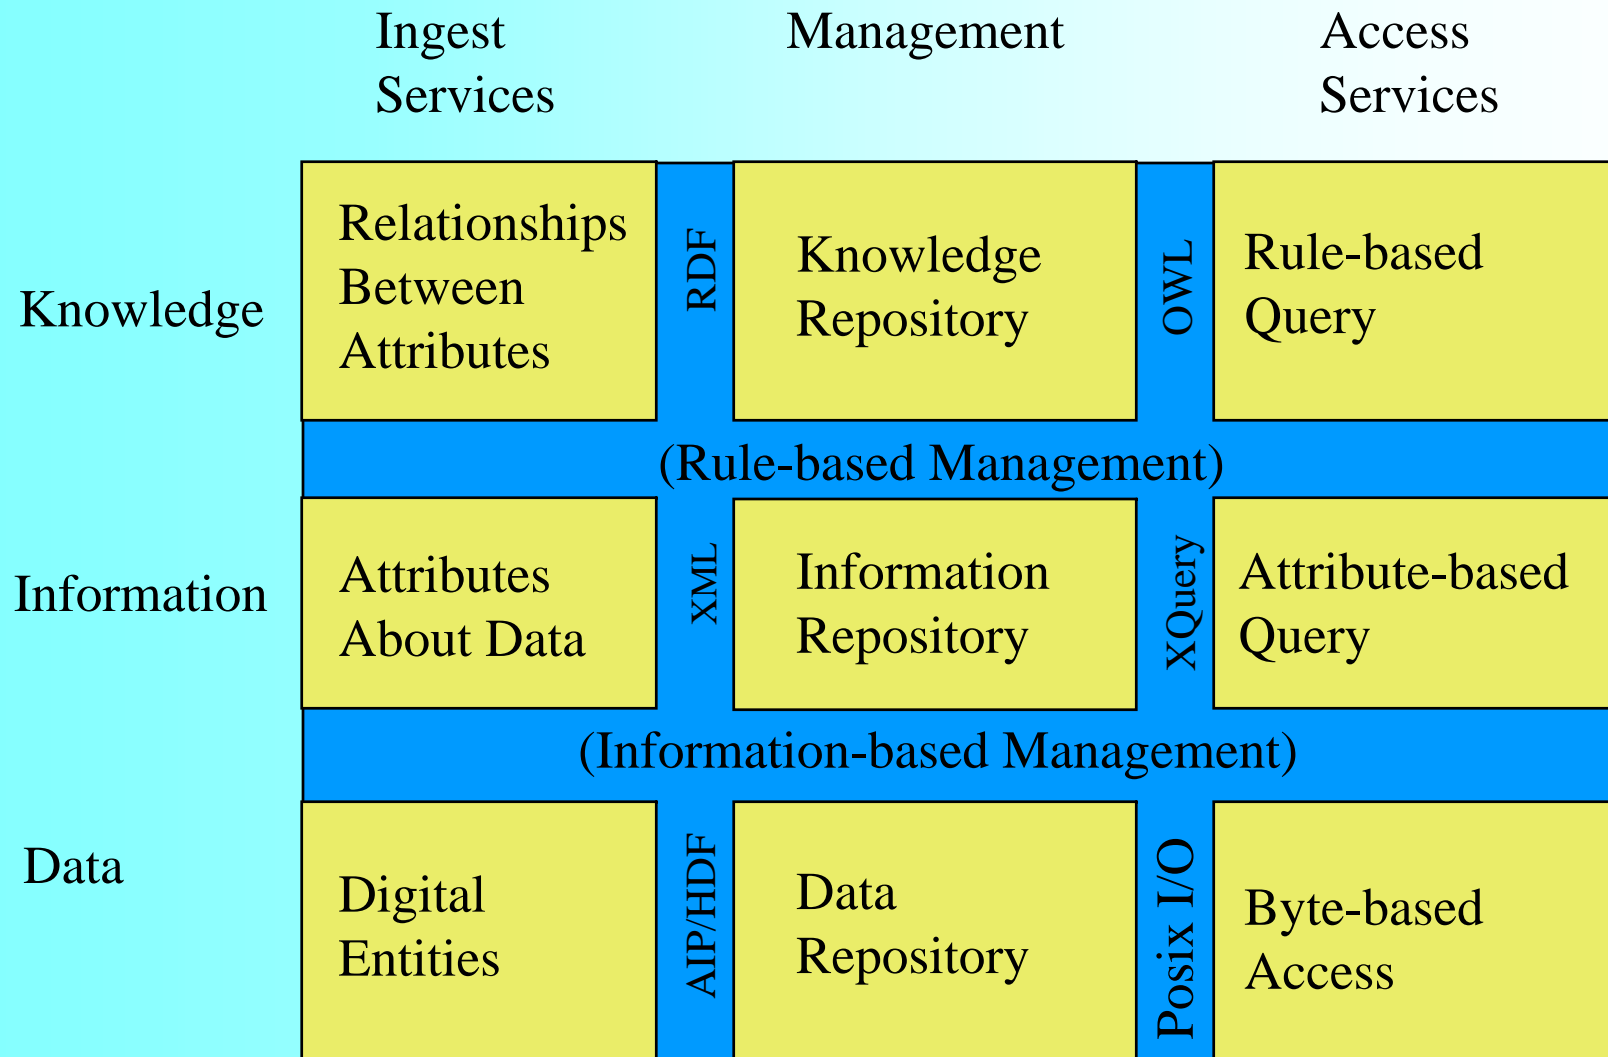 Ingest
Services
Management
Access
Services
Knowledge
Relationships
Between
Attributes
RDF
Knowledge
Repository
OWL
Rule-based
Query
(Rule-based Management)
Information
Attributes
About Data
XML
Information
Repository
XQuery
Attribute-based
Query
(Information-based Management)
Data
Digital
Entities
AIP/HDF
Data
Repository
Posix I/O
Byte-based
Access